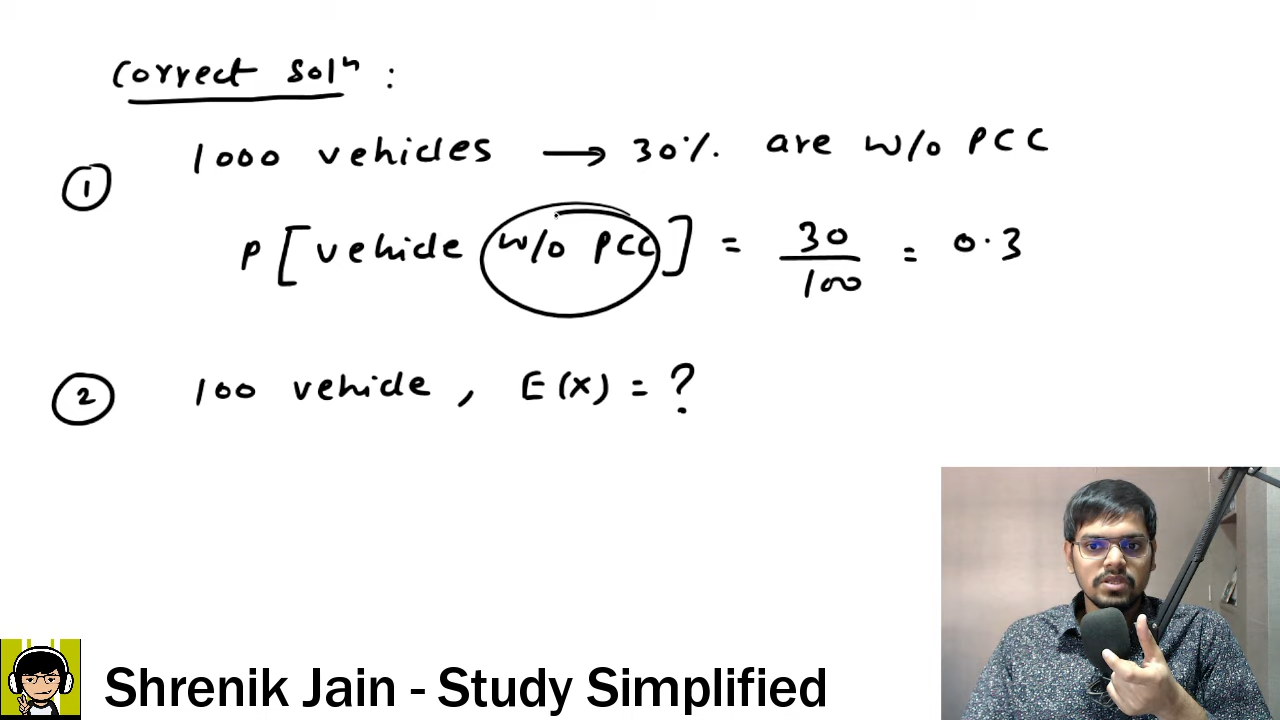 correct solⁿ :
① 1000 vehicles → 30% are w/o PCC
P[vehicle w/o PCC] = 30/100 = 0.3
② 100 vehicle, E(X) = ?
Shrenik Jain - Study Simplified